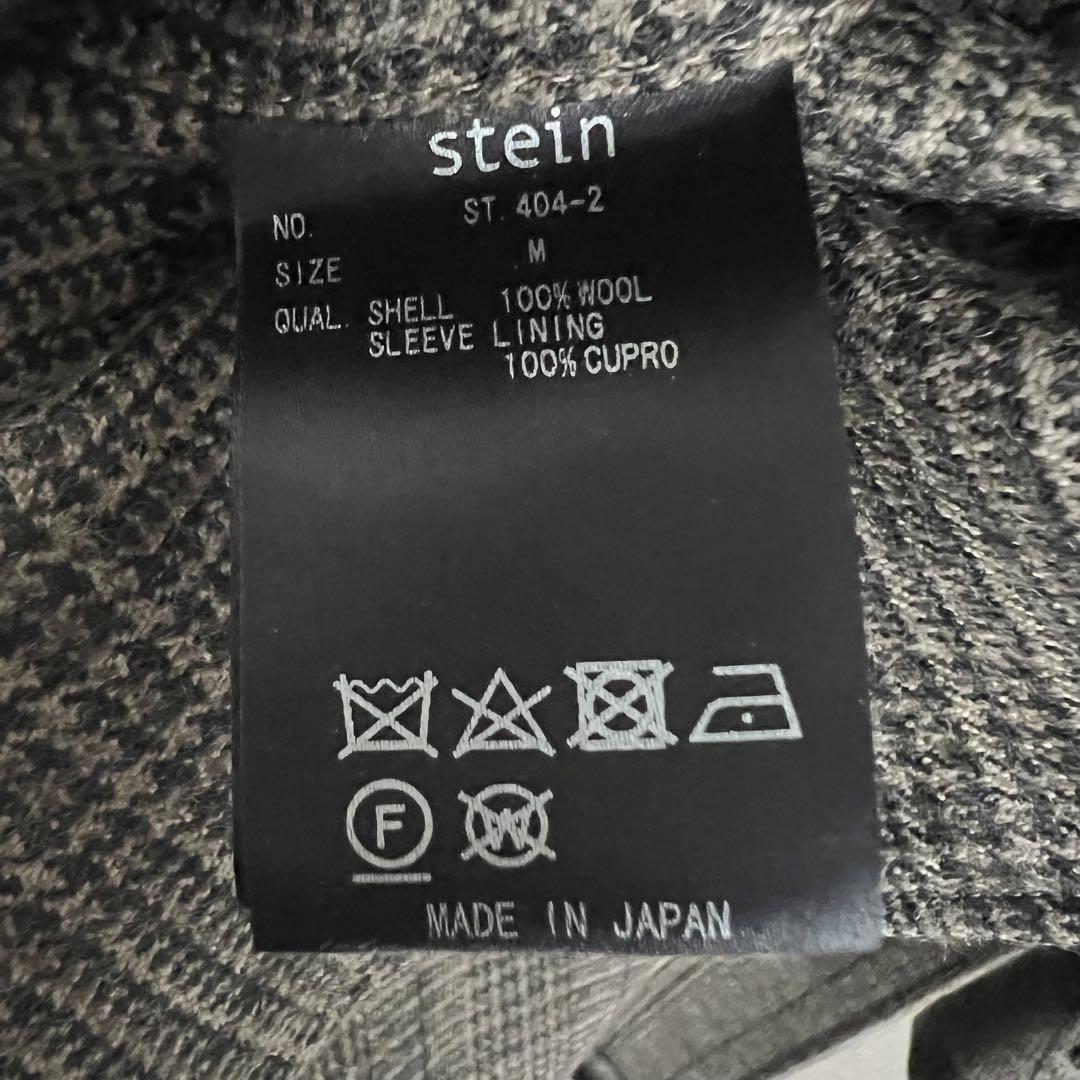 stein
NO. ST. 404-2
SIZE M
QUAL. SHELL 100% WOOL
SLEEVE LINING
100% CUPRO
F W
MADE IN JAPAN